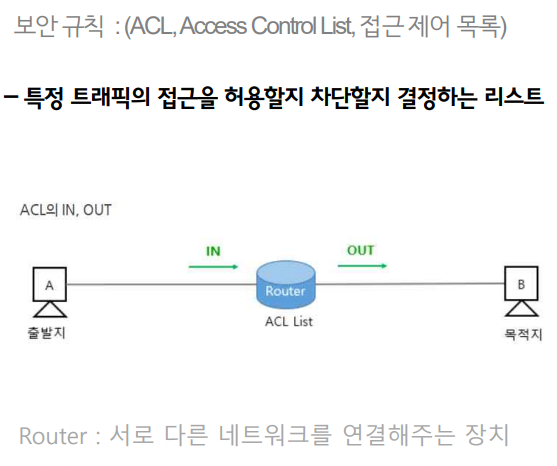 보안 규칙 : (ACL, Access Control List, 접근 제어 목록)
– 특정 트래픽의 접근을 허용할지 차단할지 결정하는 리스트
ACL의 IN, OUT
IN
OUT
A
Router
B
출발지
ACL List
목적지
Router : 서로 다른 네트워크를 연결해주는 장치